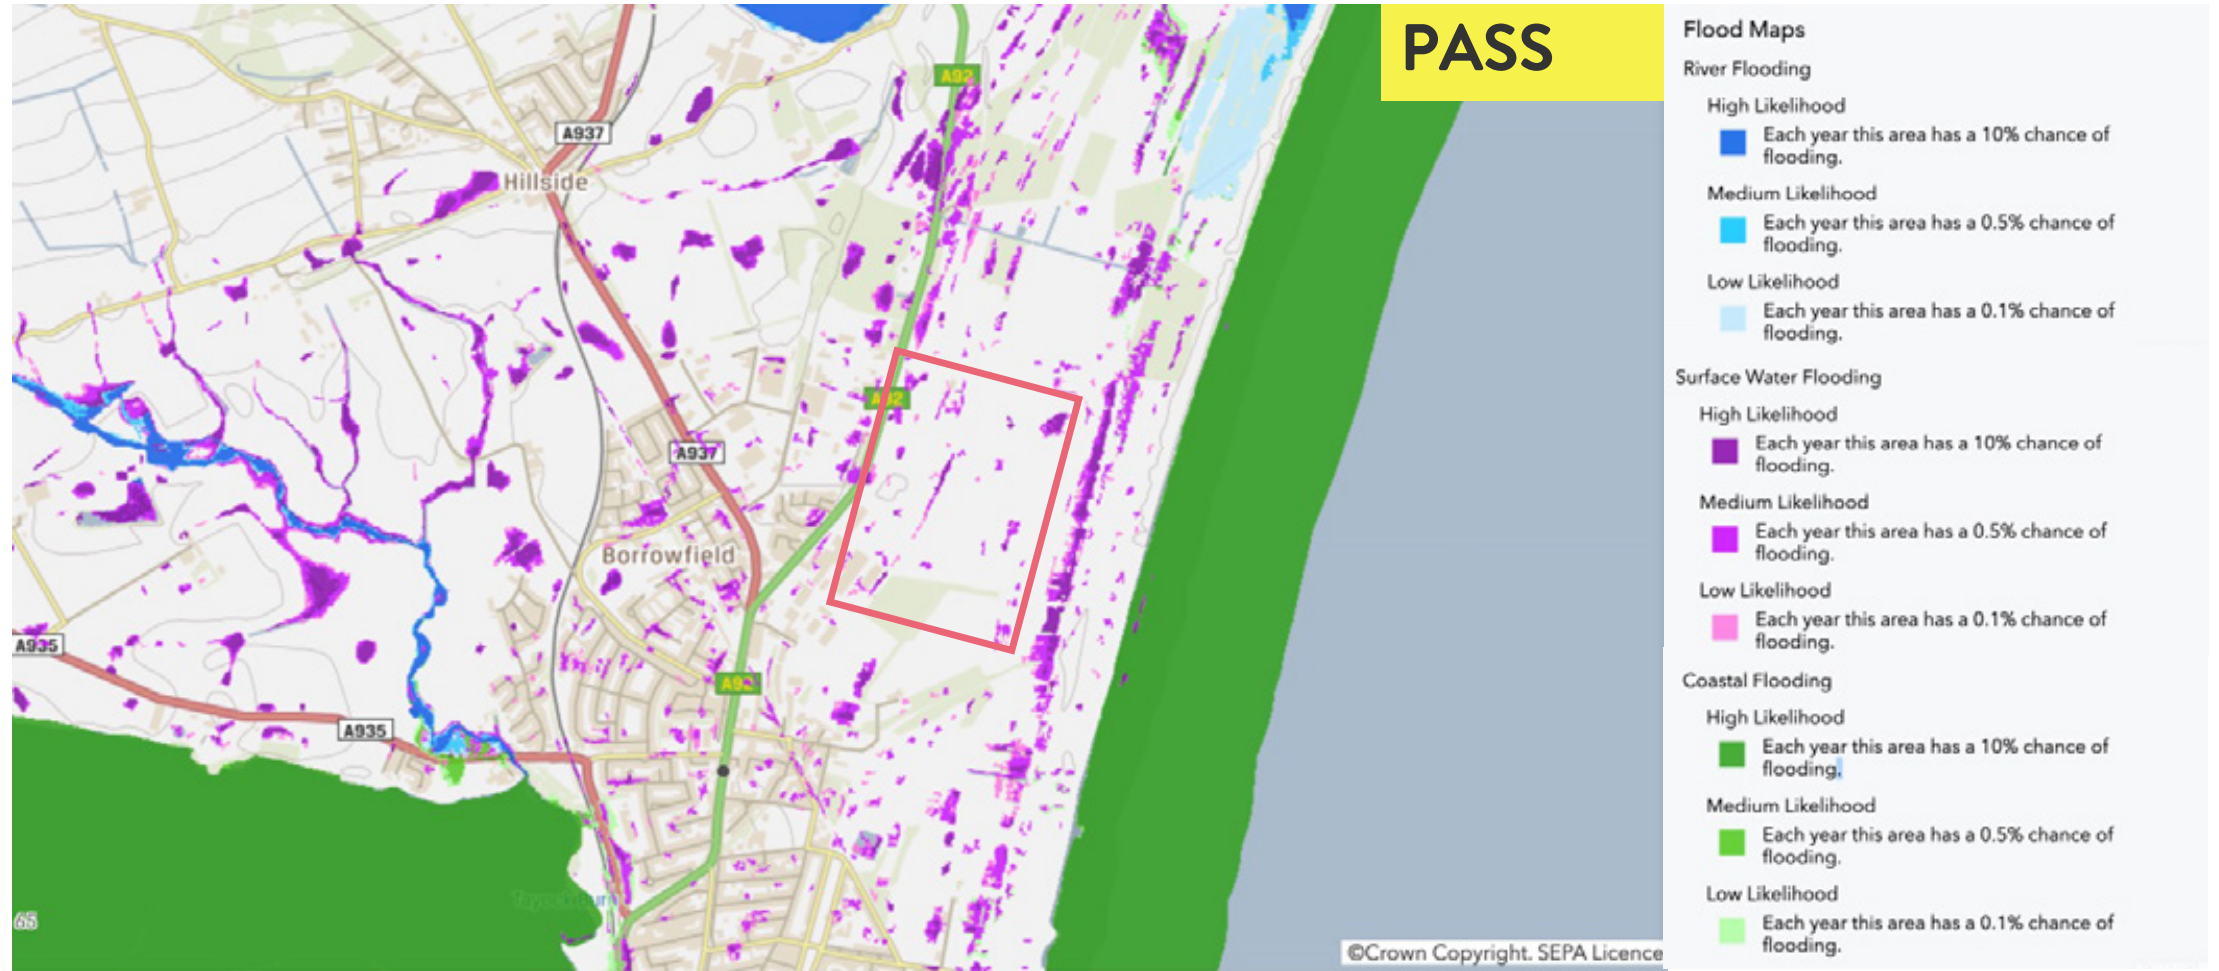 PASS
A92
A937
Hillside
A92
A937
Borrowfield
A935
A92
A935
65
©Crown Copyright. SEPA Licence
Flood Maps
River Flooding
High Likelihood
Each year this area has a 10% chance of
flooding.
Medium Likelihood
Each year this area has a 0.5% chance of
flooding.
Low Likelihood
Each year this area has a 0.1% chance of
flooding.
Surface Water Flooding
High Likelihood
Each year this area has a 10% chance of
flooding.
Medium Likelihood
Each year this area has a 0.5% chance of
flooding.
Low Likelihood
Each year this area has a 0.1% chance of
flooding.
Coastal Flooding
High Likelihood
Each year this area has a 10% chance of
flooding.
Medium Likelihood
Each year this area has a 0.5% chance of
flooding.
Low Likelihood
Each year this area has a 0.1% chance of
flooding.